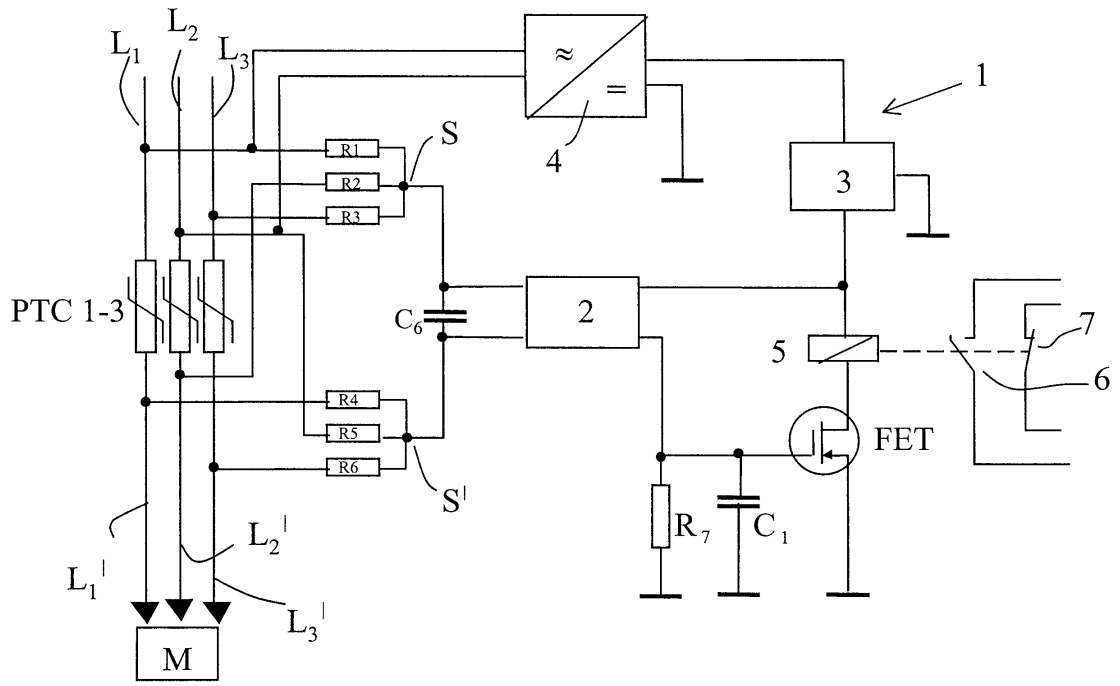 L₂
L₁
L₃
≈
=
4
1
S
3
R1
R2
R3
PTC 1-3
C₆
2
5
7
6
R4
R5
R6
FET
S'
R₇
C₁
L₂'
L₁'
L₃'
M